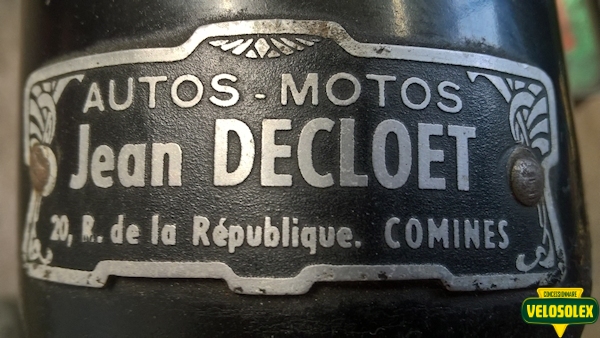 AUTOS - MOTOS
Jean DECLOET
20, R. de la République. COMINES
CONCESSIONNAIRE
VELOSOLEX